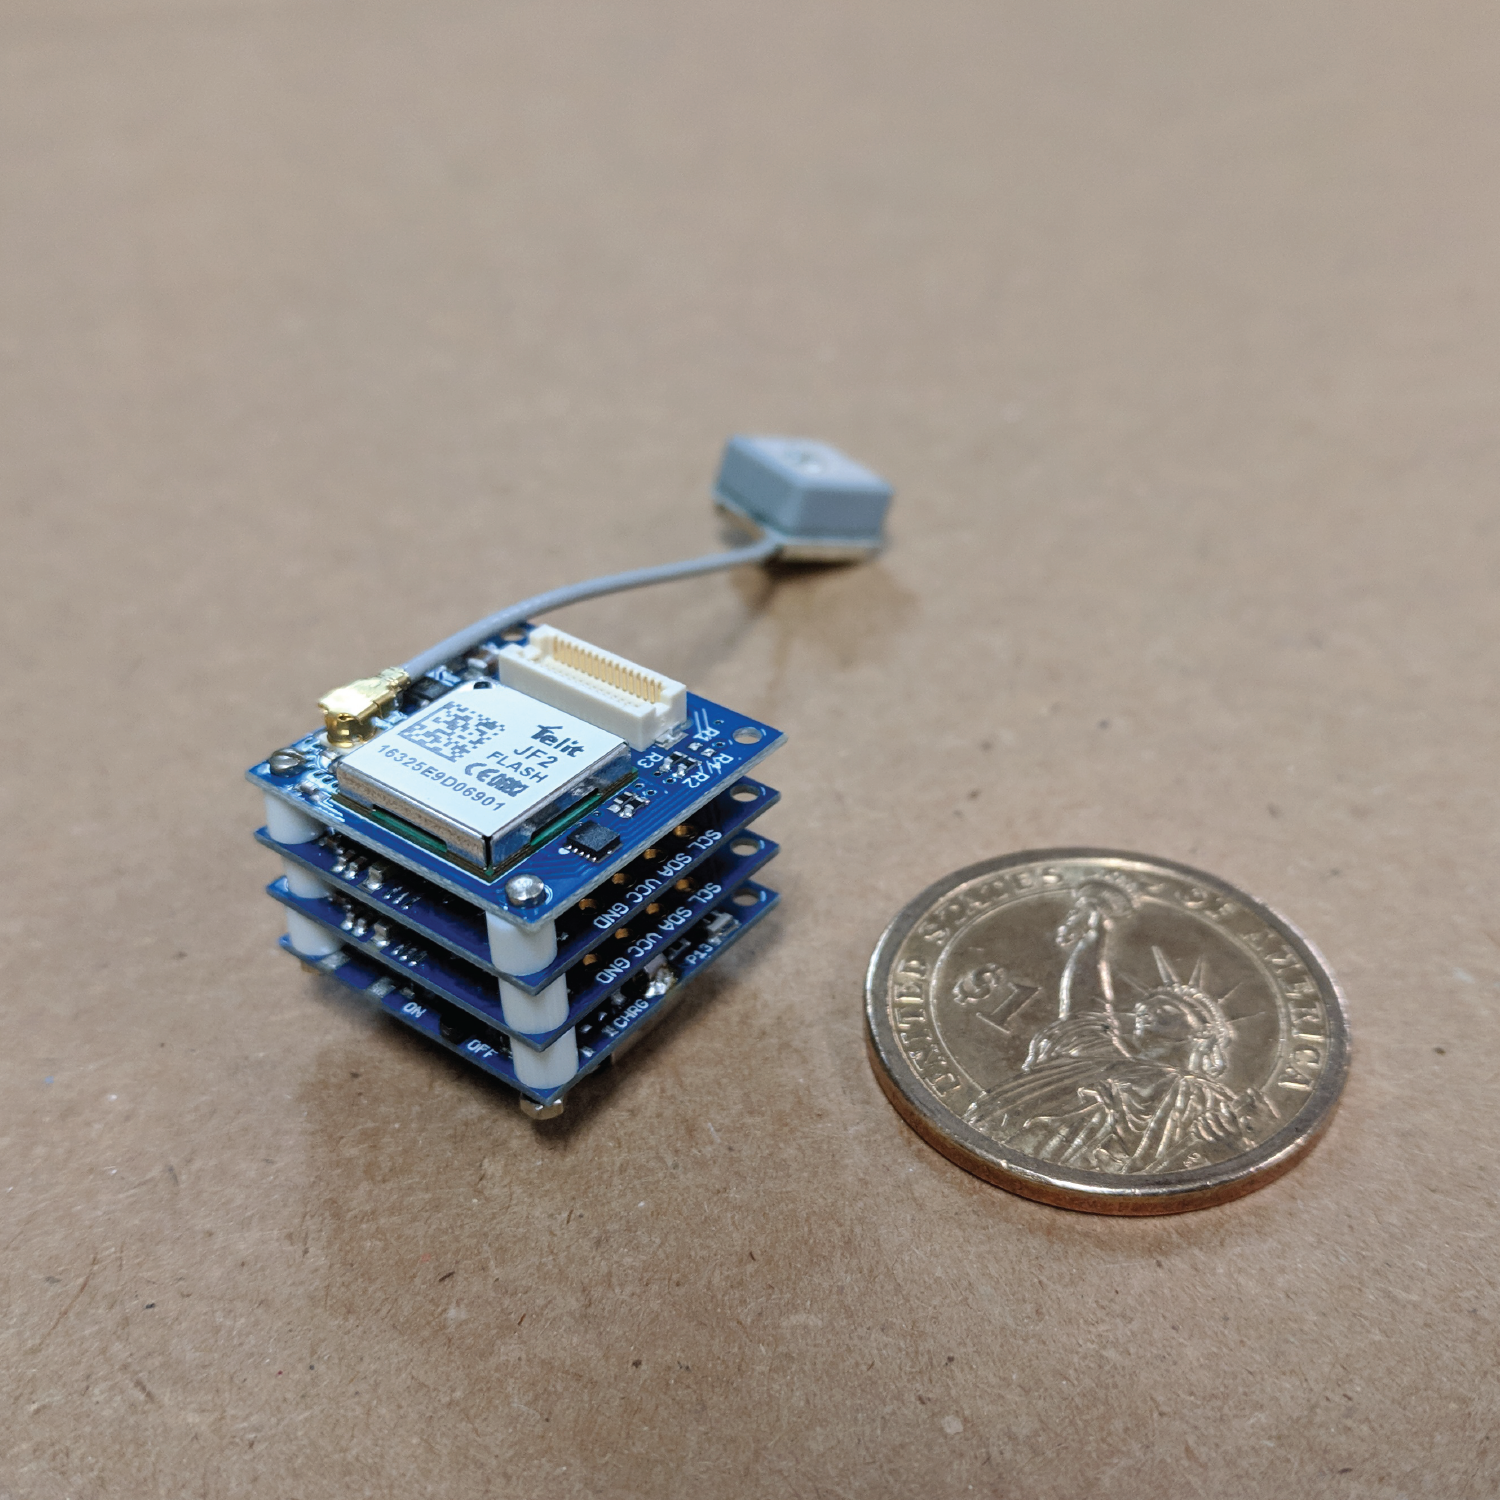 Telit
JF2
FLASH
CE
16325E9D06901
R1
R4
R2
R3
SCL SDA VCC GND
SCL SDA VCC GND
P13
CHRG
ON
OFF
UNITED STATES OF AMERICA
$1